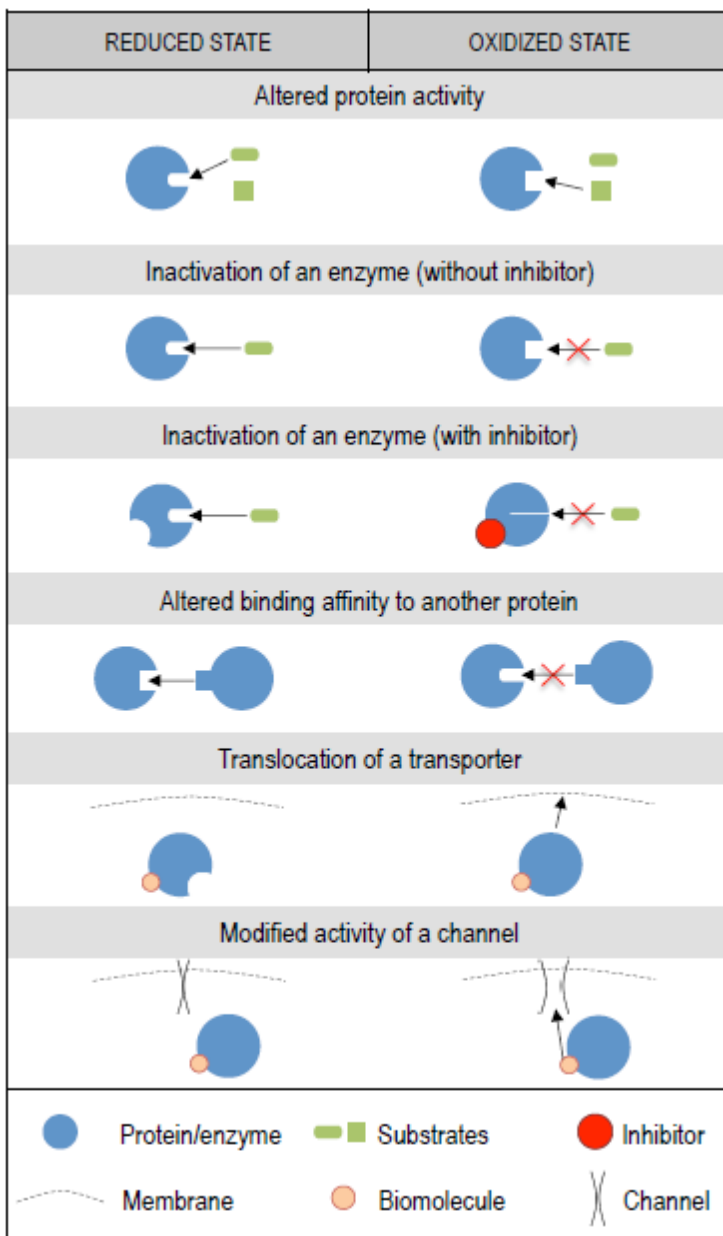 REDUCED STATE OXIDIZED STATE
Altered protein activity
Inactivation of an enzyme (without inhibitor)
Inactivation of an enzyme (with inhibitor)
Altered binding affinity to another protein
Translocation of a transporter
Modified activity of a channel
Protein/enzyme Substrates Inhibitor
Membrane Biomolecule Channel